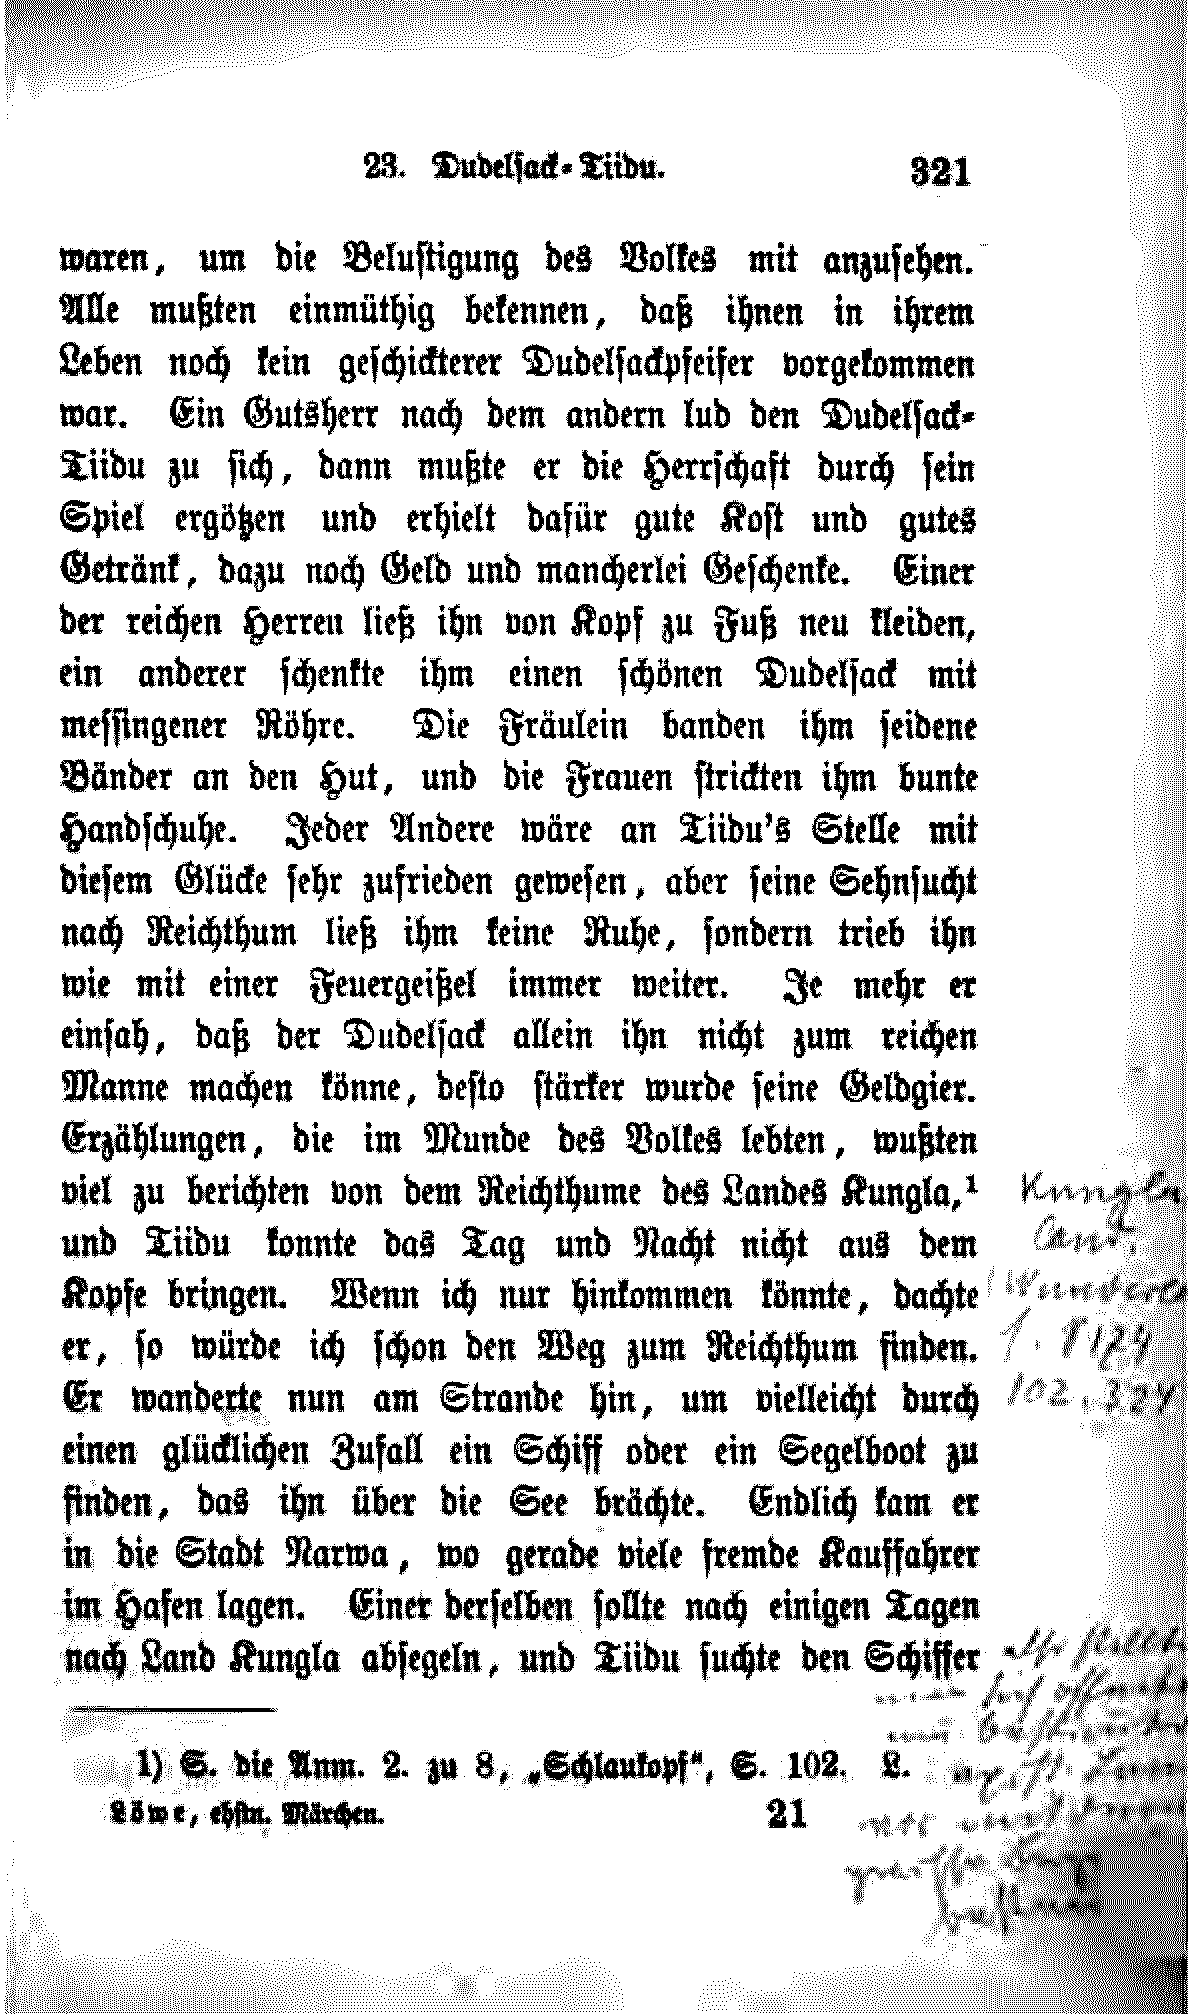 23. Dudelsack-Tiidu. 321
waren, um die Belustigung des Volkes mit anzusehen.
Alle mußten einmüthig bekennen, daß ihnen in ihrem
Leben noch kein geschickterer Dudelsackpfeifer vorgekommen
war. Ein Gutsherr nach dem andern lud den Dudelsack-
Tiidu zu sich, dann mußte er die Herrschaft durch sein
Spiel ergötzen und erhielt dafür gute Kost und gutes
Getränk, dazu noch Geld und mancherlei Geschenke. Einer
der reichen Herren ließ ihn von Kopf zu Fuß neu kleiden,
ein anderer schenkte ihm einen schönen Dudelsack mit
messingener Röhre. Die Fräulein banden ihm seidene
Bänder an den Hut, und die Frauen strickten ihm bunte
Handschuhe. Jeder Andere wäre an Tiidu's Stelle mit
diesem Glücke sehr zufrieden gewesen, aber seine Sehnsucht
nach Reichthum ließ ihm keine Ruhe, sondern trieb ihn
wie mit einer Feuergeißel immer weiter. Je mehr er
einsah, daß der Dudelsack allein ihn nicht zum reichen
Manne machen könne, desto stärker wurde seine Geldgier.
Erzählungen, die im Munde des Volkes lebten, wußten
viel zu berichten von dem Reichthume des Landes Kungla,¹
und Tiidu konnte das Tag und Nacht nicht aus dem
Kopfe bringen. Wenn ich nur hinkommen könnte, dachte
er, so würde ich schon den Weg zum Reichthum finden.
Er wanderte nun am Strande hin, um vielleicht durch
einen glücklichen Zufall ein Schiff oder ein Segelboot zu
finden, das ihn über die See brächte. Endlich kam er
in die Stadt Narwa, wo gerade viele fremde Kauffahrer
im Hafen lagen. Einer derselben sollte nach einigen Tagen
nach Land Kungla absegeln, und Tiidu suchte den Schiffer
1) S. die Anm. 2. zu 8, „Schlaukopf“, S. 102. L.
Löwe, ehstn. Märchen. 21
Kungla
Land,